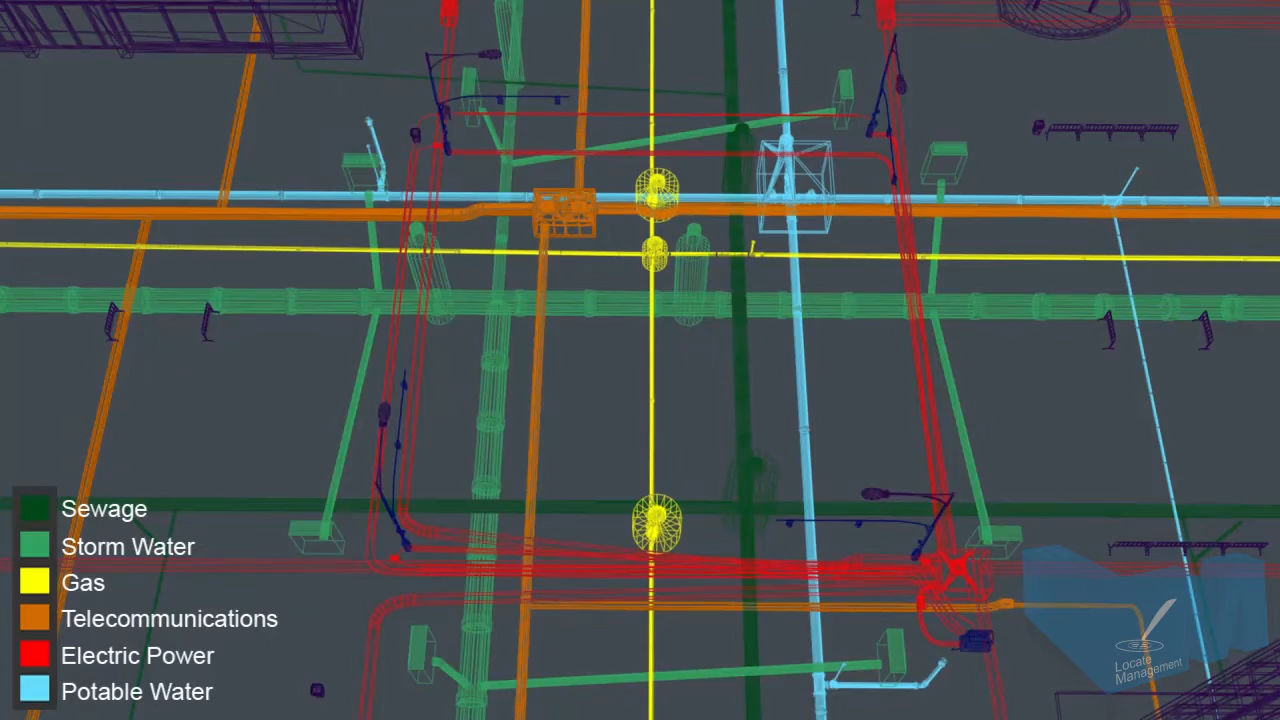 Sewage
Storm Water
Gas
Telecommunications
Electric Power
Potable Water
Locate
Management